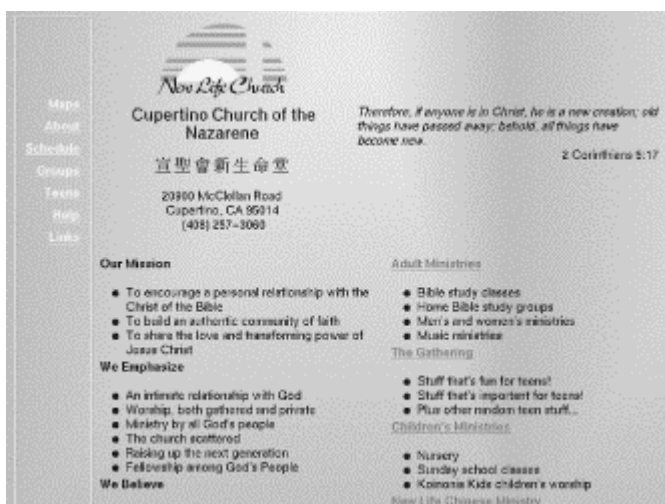 New Life Church
Cupertino Church of the
Nazarene
宣聖會新生命堂
20900 McClellan Road
Cupertino, CA 95014
(408) 257-3060
Therefore, if anyone is in Christ, he is a new creation; old
things have passed away; behold, all things have
become new.
2 Corinthians 5:17
Maps
About
Schedule
Groups
Teens
Help
Links
Our Mission
To encourage a personal relationship with the
Christ of the Bible
To build an authentic community of faith
To share the love and transforming power of
Jesus Christ
We Emphasize
An intimate relationship with God
Worship, both gathered and private
Ministry by all God's people
The church scattered
Raising up the next generation
Fellowship among God's People
We Believe
Adult Ministries
Bible study classes
Home Bible study groups
Men's and women's ministries
Music ministries
The Gathering
Stuff that's fun for teens!
Stuff that's important for teens!
Plus other random teen stuff...
Children's Ministries
Nursery
Sunday school classes
Koinonia Kids children's worship
New Life Chinese Ministry